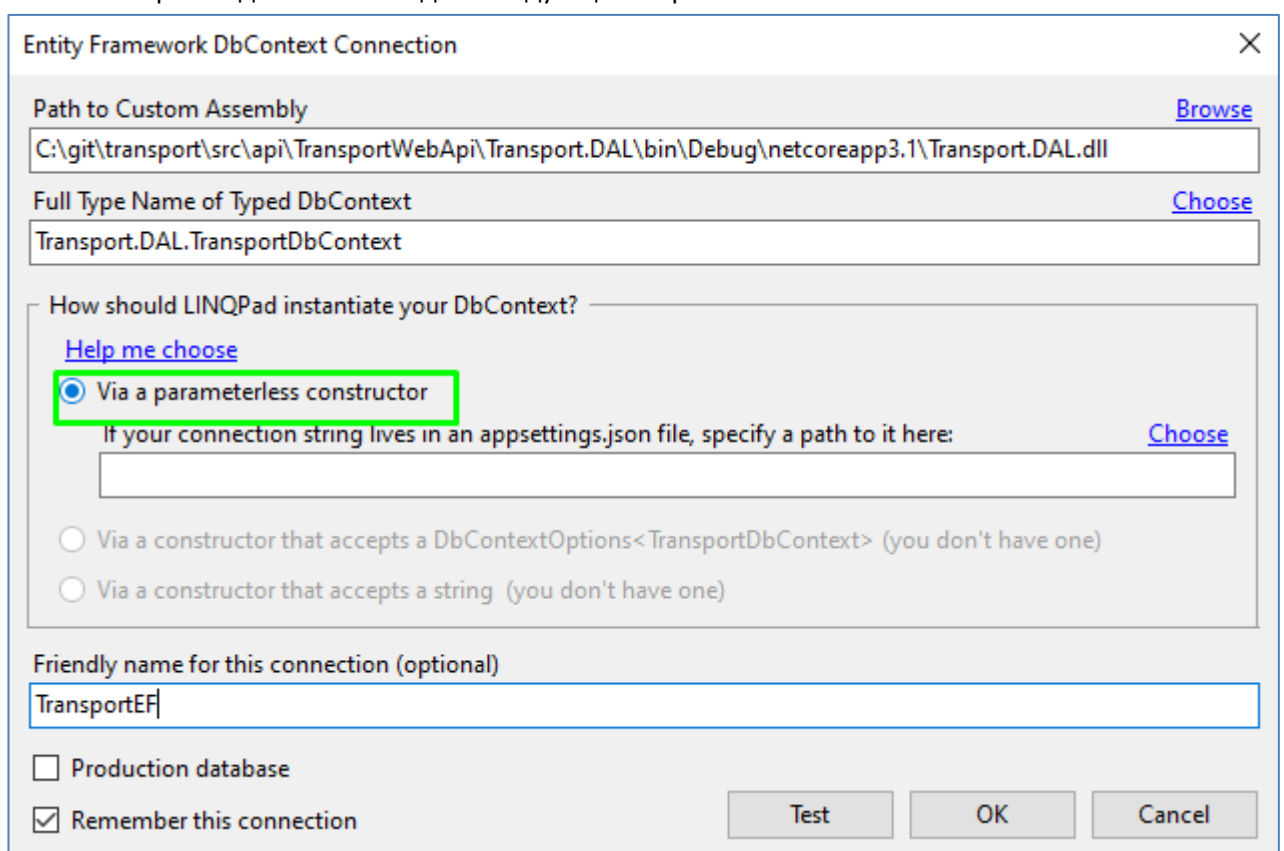 Entity Framework DbContext Connection
Path to Custom Assembly Browse
C:\git\transport\src\api\TransportWebApi\Transport.DAL\bin\Debug\netcoreapp3.1\Transport.DAL.dll
Full Type Name of Typed DbContext Choose
Transport.DAL.TransportDbContext
How should LINQPad instantiate your DbContext?
Help me choose
Via a parameterless constructor
If your connection string lives in an appsettings.json file, specify a path to it here: Choose
Via a constructor that accepts a DbContextOptions<TransportDbContext> (you don't have one)
Via a constructor that accepts a string (you don't have one)
Friendly name for this connection (optional)
TransportEF
Production database
Remember this connection Test OK Cancel